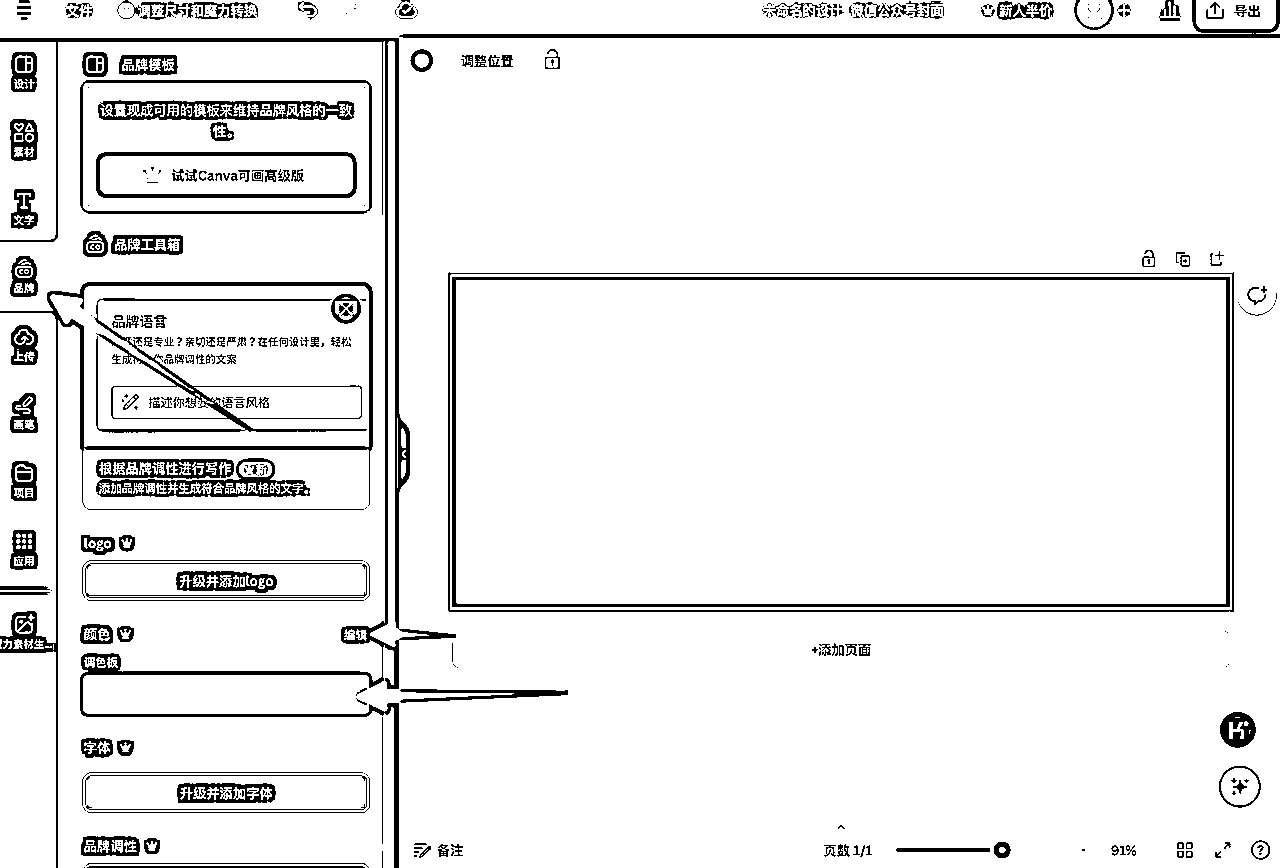 文件
调整尺寸和魔力转换
未命名的设计-微信公众号封面
新人半价
导出
设计
素材
文字
品牌
上传
画笔
项目
应用
品牌模板
设置现成可用的模板来维持品牌风格的一致
性。
试试Canva可画高级版
品牌工具箱
品牌语言
还是专业？亲切还是严肃？在任何设计里，轻松
生成符 你品牌调性的文案
描述你想要的语言风格
根据品牌调性进行写作
新
添加品牌调性并生成符合品牌风格的文字。
logo
升级并添加logo
颜色
编辑
调色板
字体
升级并添加字体
品牌调性
调整位置
+添加页面
备注
页数 1/1
91%